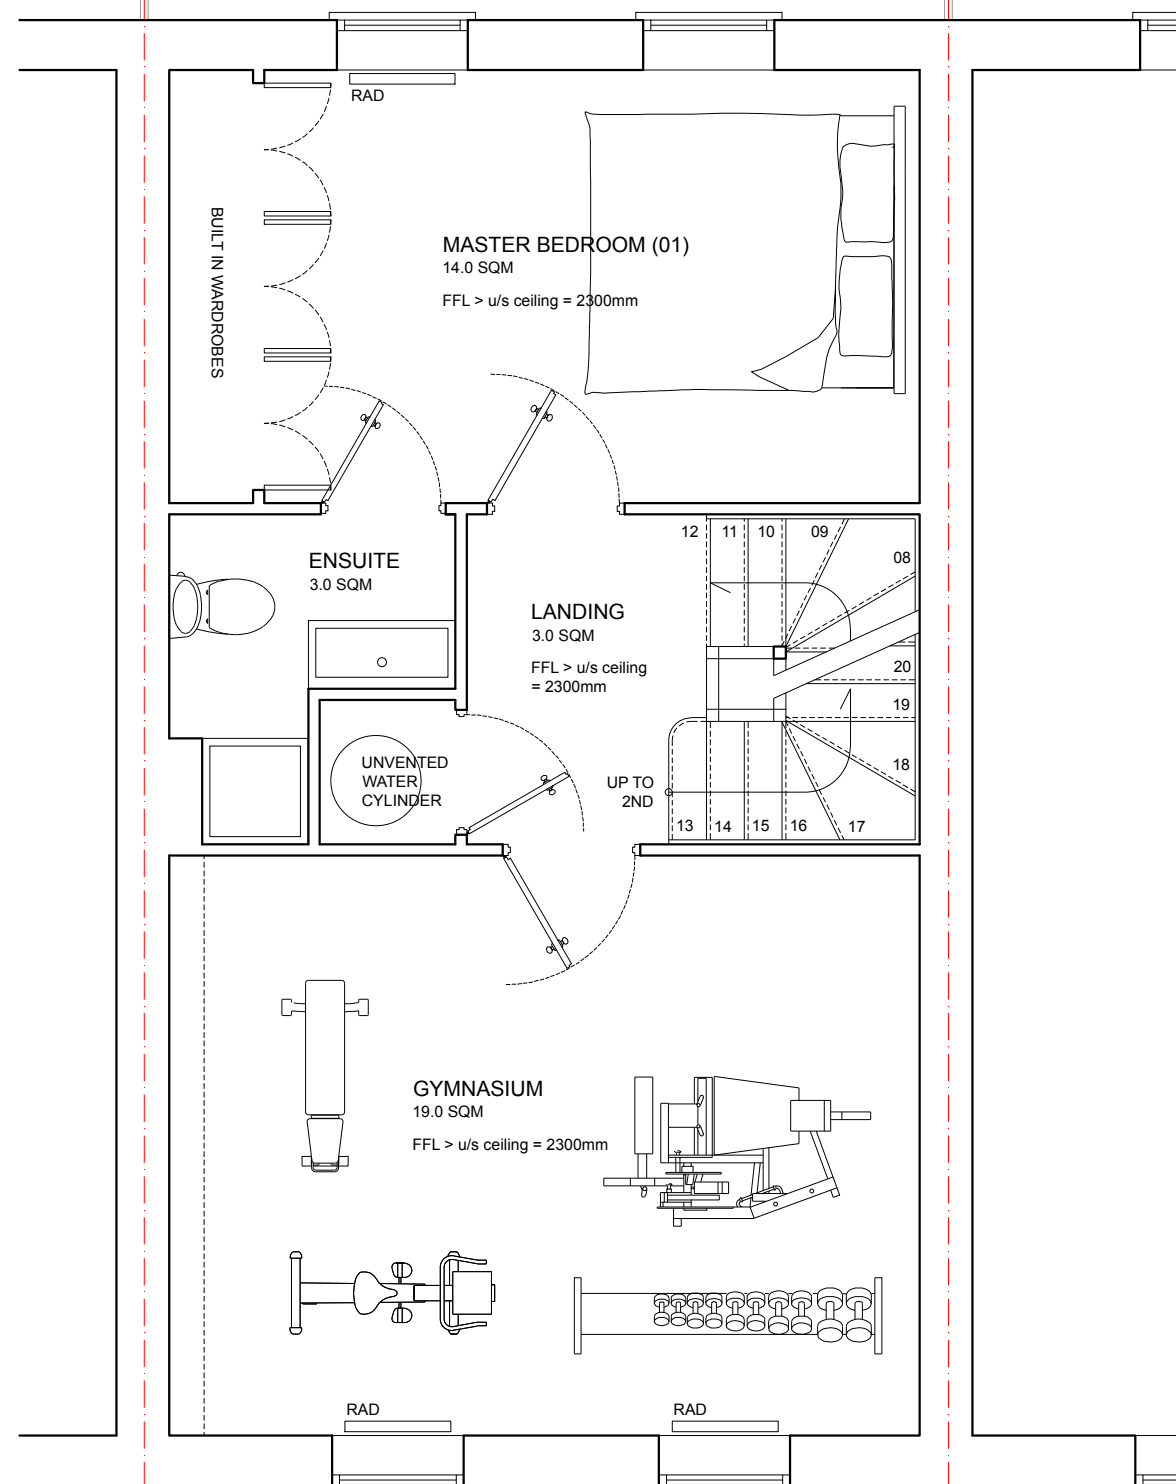 RAD
BUILT IN WARDROBES
MASTER BEDROOM (01)
14.0 SQM
FFL > u/s ceiling = 2300mm
ENSUITE
3.0 SQM
12
11
10
09
08
LANDING
3.0 SQM
FFL > u/s ceiling
= 2300mm
20
19
18
UNVENTED
WATER
CYLINDER
UP TO
2ND
13
14
15
16
17
GYMNASIUM
19.0 SQM
FFL > u/s ceiling = 2300mm
RAD
RAD